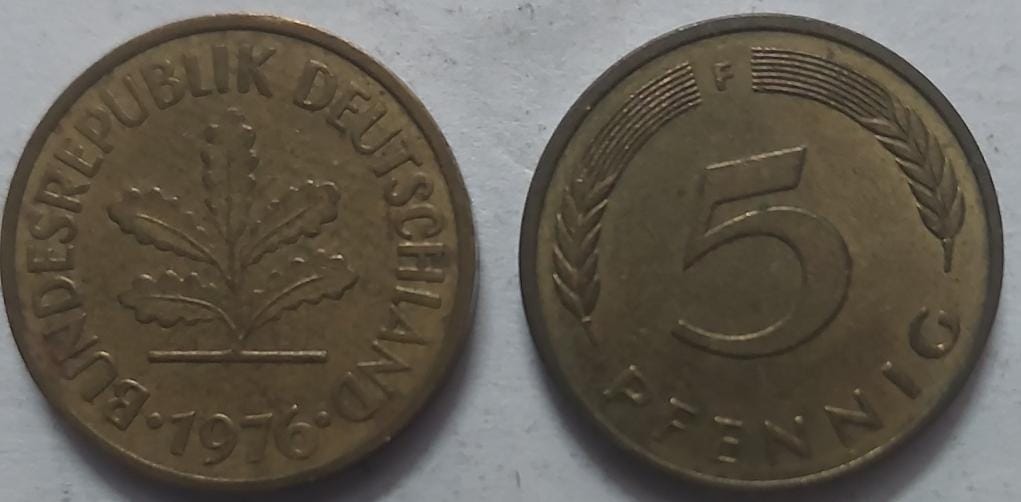 BUNDESREPUBLIK DEUTSCHLAND
·1976·
F
5
PFENNIG